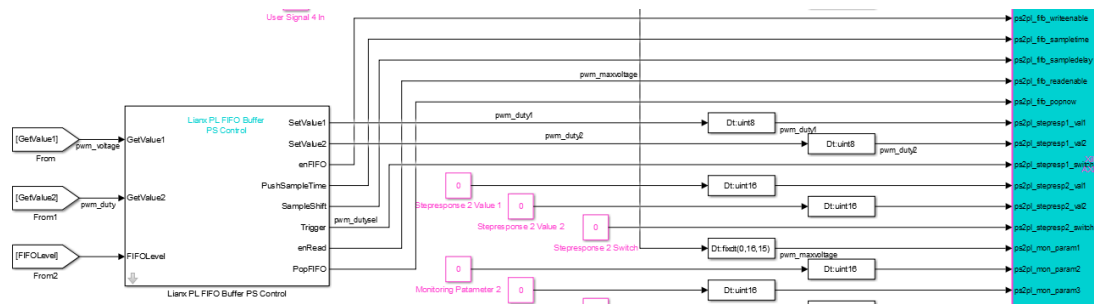 User Signal 4 In
ps2pl_fifo_writeenable
ps2pl_fifo_sampletime
ps2pl_fifo_sampledelay
pwm_maxvoltage
ps2pl_fifo_readenable
ps2pl_fifo_popnow
Lianx PL FIFO Buffer
PS Control
[GetValue1]
From
pwm_voltage
GetValue1
SetValue1
pwm_duty1
Dt:uint8
pwm_duty1
ps2pl_stepresp1_val1
SetValue2
pwm_duty2
Dt:uint8
pwm_duty2
ps2pl_stepresp1_val2
enFIFO
ps2pl_stepresp1_switch
PushSampleTime
0
Stepresponse 2 Value 1
Dt:uint16
ps2pl_stepresp2_val1
[GetValue2]
From1
pwm_duty
GetValue2
SampleShift
0
Stepresponse 2 Value 2
Dt:uint16
ps2pl_stepresp2_val2
Trigger
pwm_dutysel
0
Stepresponse 2 Switch
ps2pl_stepresp2_switch
enRead
Dt:fixdt(0,16,15)
pwm_maxvoltage
ps2pl_mon_param1
[FIFOLevel]
From2
FIFOLevel
PopFIFO
0
Monitoring Patameter 2
Dt:uint16
ps2pl_mon_param2
0
Dt:uint16
ps2pl_mon_param3
Lianx PL FIFO Buffer PS Control